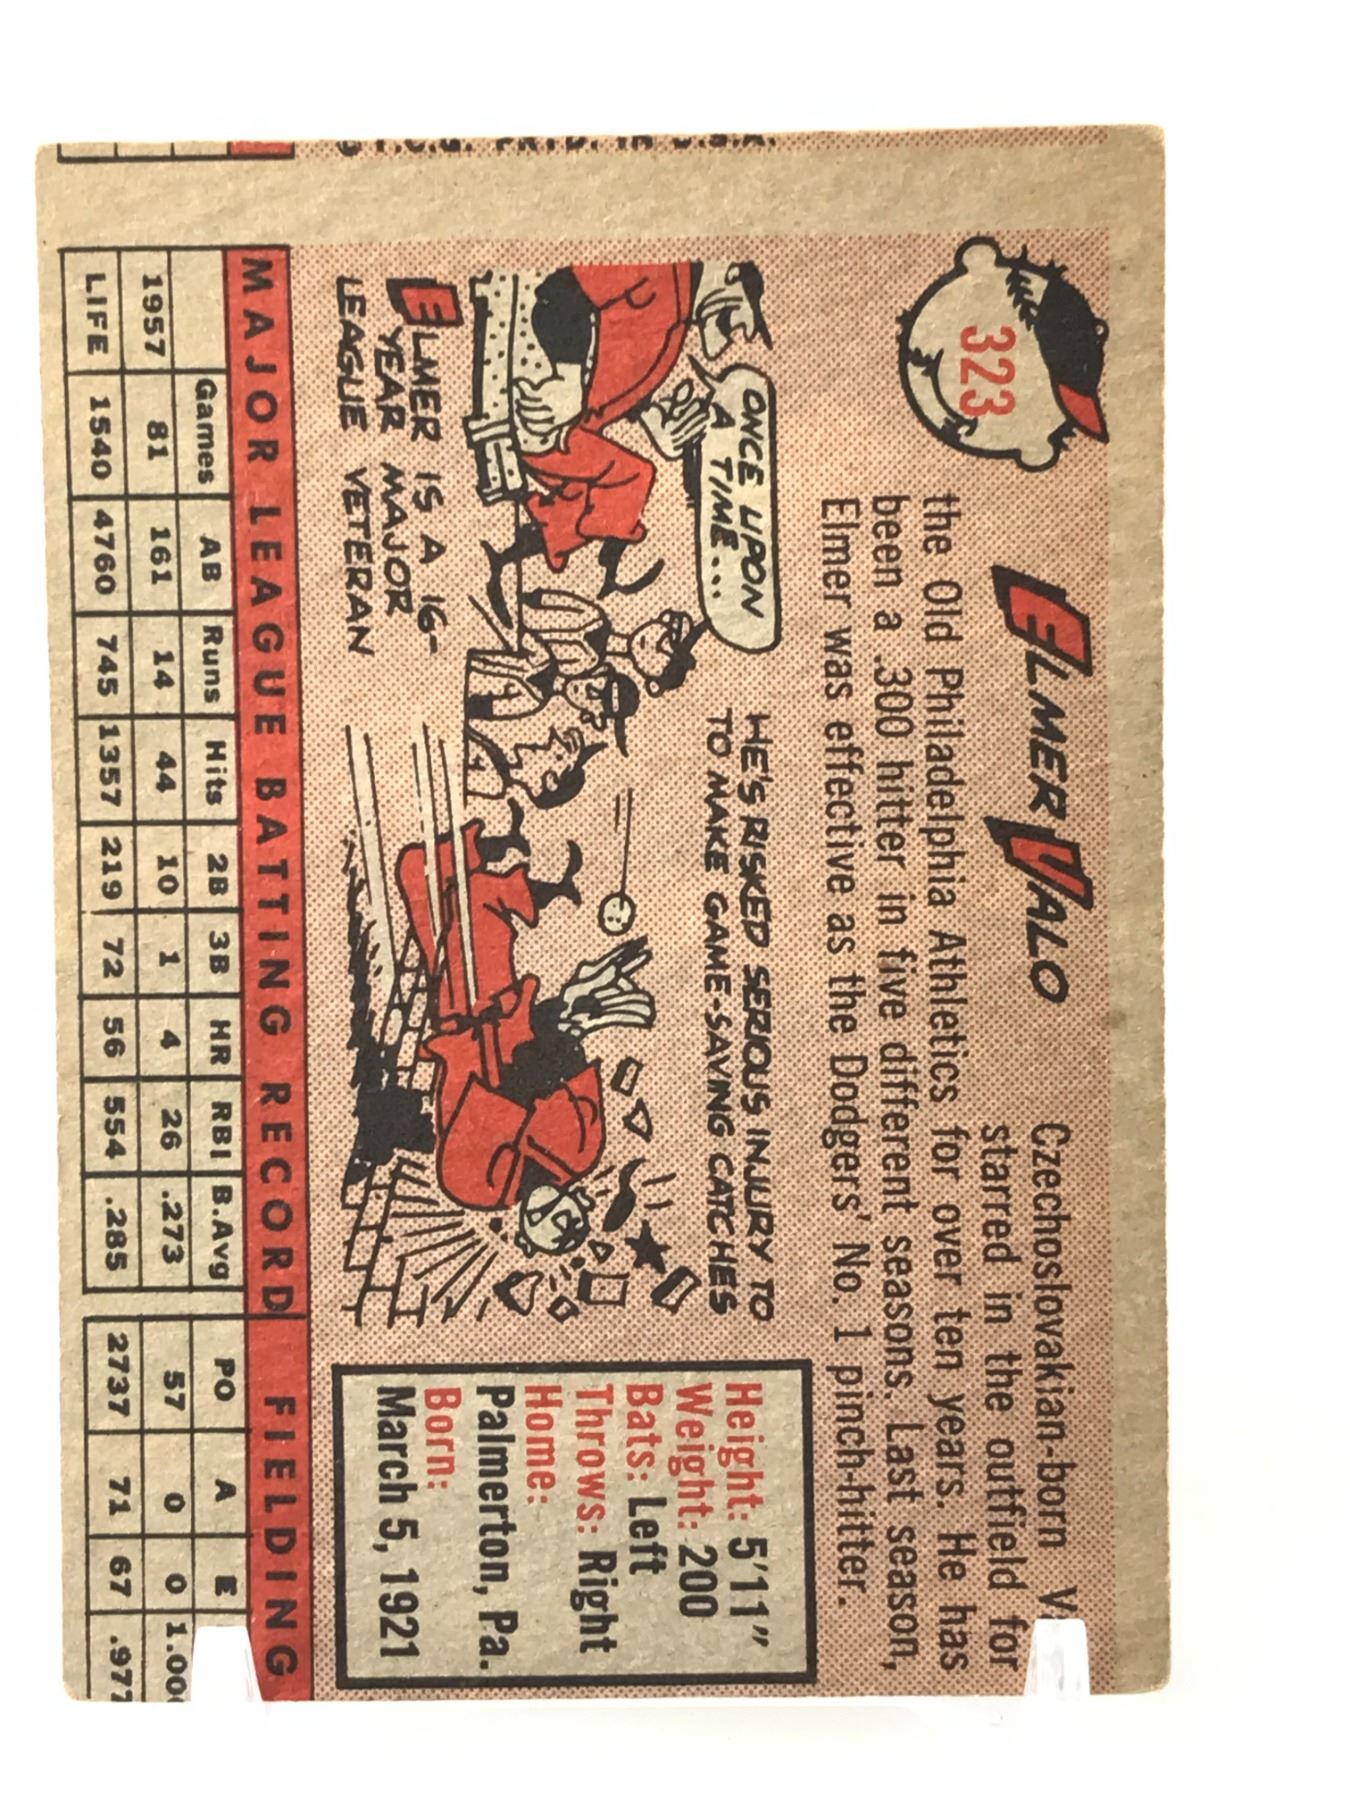 323
ELMER VALO
Czechoslovakian-born
starred in the outfield for
the Old Philadelphia Athletics for over ten years. He has
been a .300 hitter in five different seasons. Last season,
Elmer was effective as the Dodgers' No. 1 pinch-hitter.
ONCE UPON
A TIME...
ELMER IS A 16-
YEAR MAJOR
LEAGUE VETERAN
HE'S RISKED SERIOUS INJURY TO
TO MAKE GAME-SAVING CATCHES
Height: 5'11"
Weight: 200
Bats: Left
Throws: Right
Home:
Palmerton, Pa.
Born:
March 5, 1921
MAJOR LEAGUE BATTING RECORD FIELDING
Games AB Runs Hits 2B 3B HR RBI B.Avg PO A E
1957 81 161 14 44 10 1 4 26 .273 57 0 0 1.00
LIFE 1540 4760 745 1357 219 72 56 554 .285 2737 71 67 .97